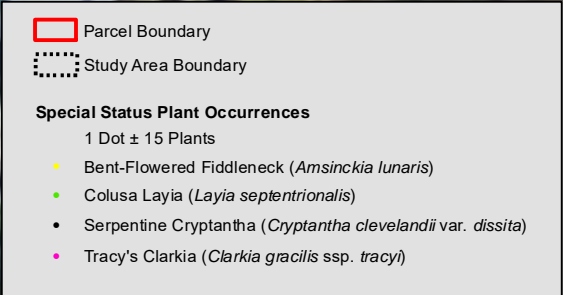 Parcel Boundary
Study Area Boundary
Special Status Plant Occurrences
1 Dot ± 15 Plants
Bent-Flowered Fiddleneck (Amsinckia lunaris)
Colusa Layia (Layia septentrionalis)
Serpentine Cryptantha (Cryptantha clevelandii var. dissita)
Tracy's Clarkia (Clarkia gracilis ssp. tracyi)